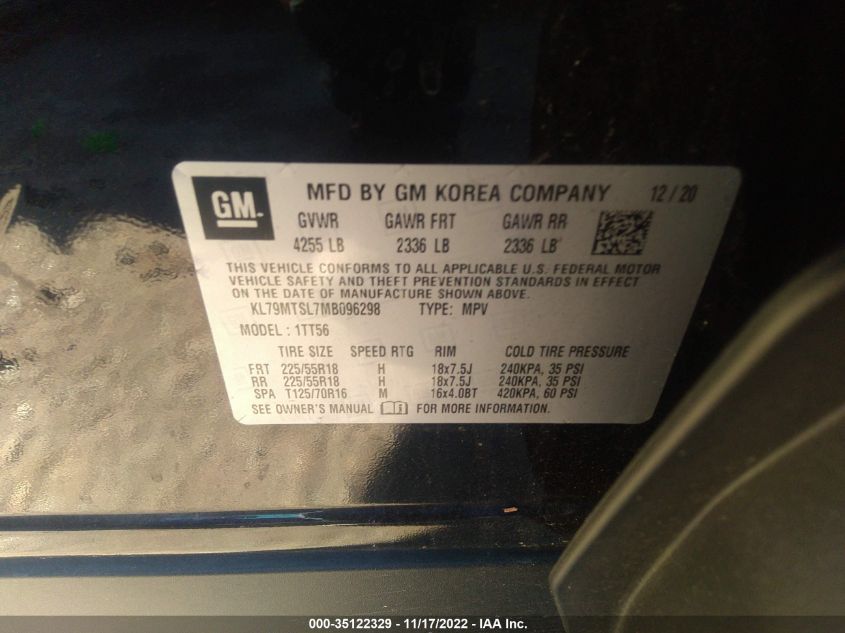 GM
MFD BY GM KOREA COMPANY 12/20
GVWR GAWR FRT GAWR RR
4255 LB 2336 LB 2336 LB
THIS VEHICLE CONFORMS TO ALL APPLICABLE U.S. FEDERAL MOTOR
VEHICLE SAFETY AND THEFT PREVENTION STANDARDS IN EFFECT
ON THE DATE OF MANUFACTURE SHOWN ABOVE.
KL79MTSL7MB096298 TYPE: MPV
MODEL: 1TT56
TIRE SIZE SPEED RTG RIM COLD TIRE PRESSURE
FRT 225/55R18 H 18x7.5J 240KPA, 35 PSI
RR 225/55R18 H 18x7.5J 240KPA, 35 PSI
SPA T125/70R16 M 16x4.0BT 420KPA, 60 PSI
SEE OWNER'S MANUAL FOR MORE INFORMATION.
000-35122329 - 11/17/2022 - IAA Inc.